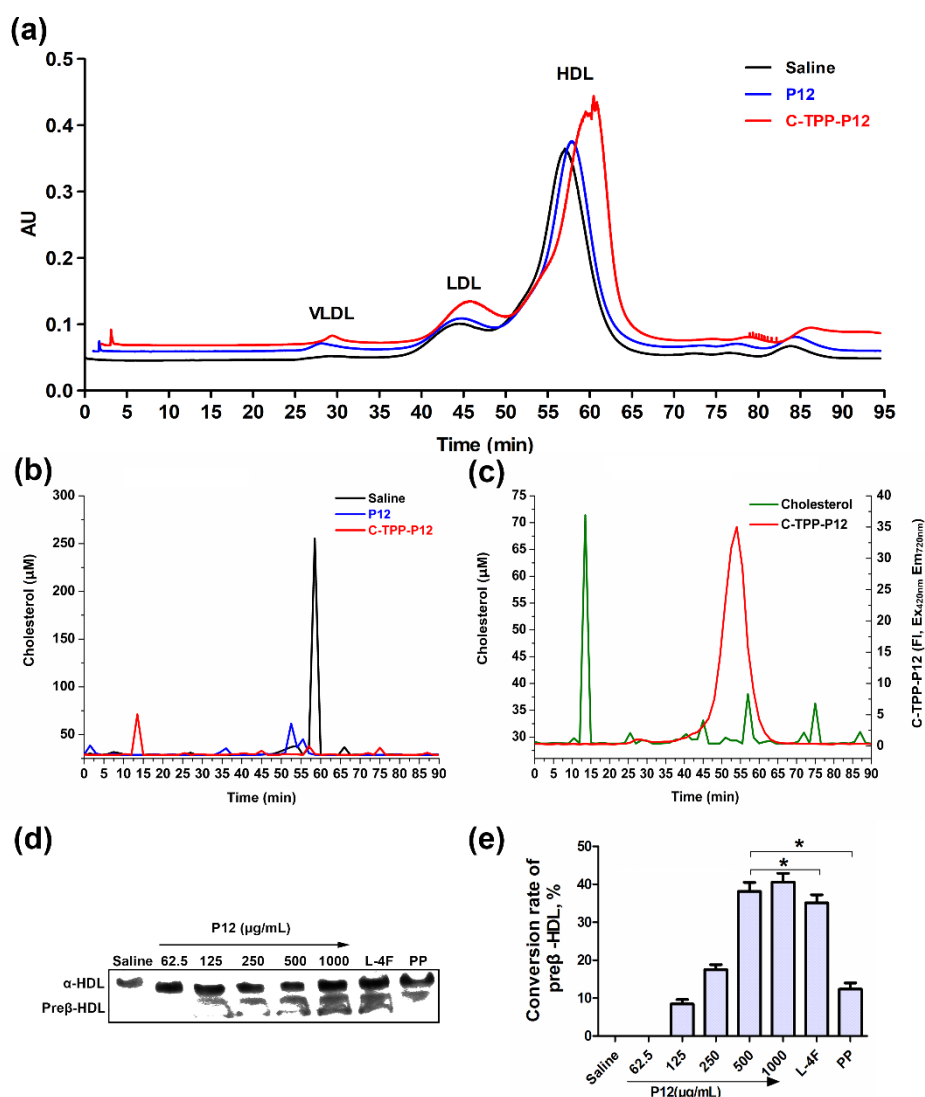 (a)
0.5
0.4
0.3
0.2
0.1
0.0
AU
VLDL
LDL
HDL
Saline
P12
C-TPP-P12
0 5 10 15 20 25 30 35 40 45 50 55 60 65 70 75 80 85 90 95
Time (min)
(b)
300
250
200
150
100
50
Cholesterol (μM)
Saline
P12
C-TPP-P12
0 5 10 15 20 25 30 35 40 45 50 55 60 65 70 75 80 85 90
Time (min)
(c)
75
70
65
60
55
50
45
40
35
30
Cholesterol (μM)
Cholesterol
C-TPP-P12
40
35
30
25
20
15
10
5
0
C-TPP-P12 (FI, Ex420nm Em720nm)
0 5 10 15 20 25 30 35 40 45 50 55 60 65 70 75 80 85 90
Time (min)
(d)
P12 (μg/mL)
Saline 62.5 125 250 500 1000 L-4F PP
α-HDL
Preβ-HDL
(e)
50
40
30
20
10
0
Conversion rate of
preβ -HDL, %
*
*
Saline 62.5 125 250 500 1000 L-4F PP
P12(μg/mL)